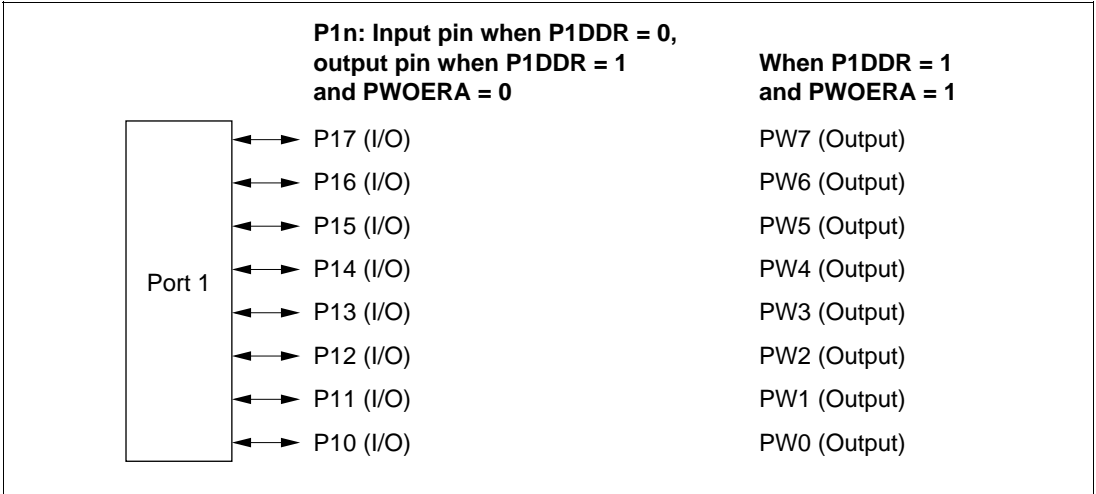 P1n: Input pin when P1DDR = 0,
output pin when P1DDR = 1
and PWOERA = 0
When P1DDR = 1
and PWOERA = 1
Port 1
P17 (I/O)
PW7 (Output)
P16 (I/O)
PW6 (Output)
P15 (I/O)
PW5 (Output)
P14 (I/O)
PW4 (Output)
P13 (I/O)
PW3 (Output)
P12 (I/O)
PW2 (Output)
P11 (I/O)
PW1 (Output)
P10 (I/O)
PW0 (Output)